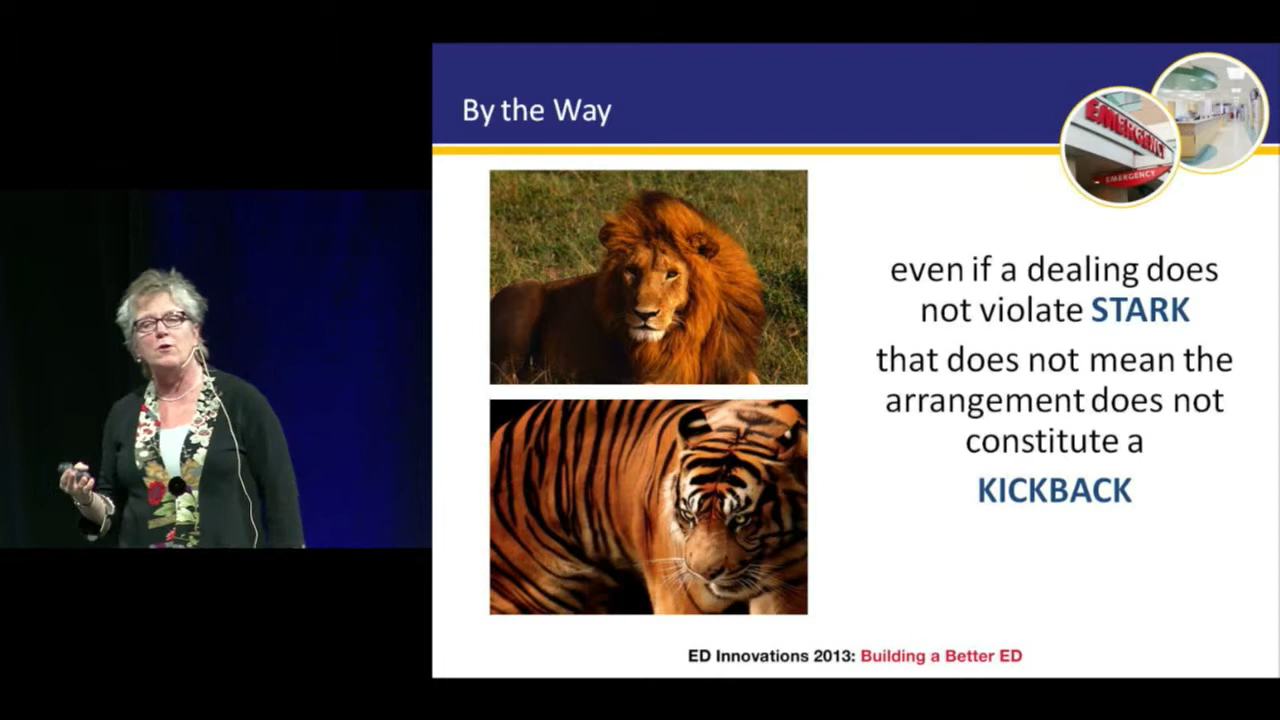 By the Way
EMERGENCY
EMERGENCY
even if a dealing does
not violate STARK
that does not mean the
arrangement does not
constitute a
KICKBACK
ED Innovations 2013: Building a Better ED